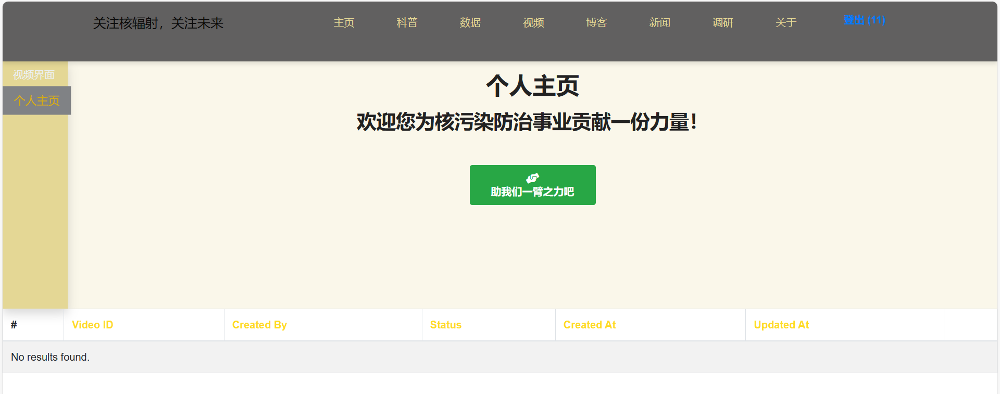 关注核辐射，关注未来 主页 科普 数据 视频 博客 新闻 调研 关于 登出 (11)
视频界面
个人主页
个人主页
欢迎您为核污染防治事业贡献一份力量！
助我们一臂之力吧
# Video ID Created By Status Created At Updated At
No results found.